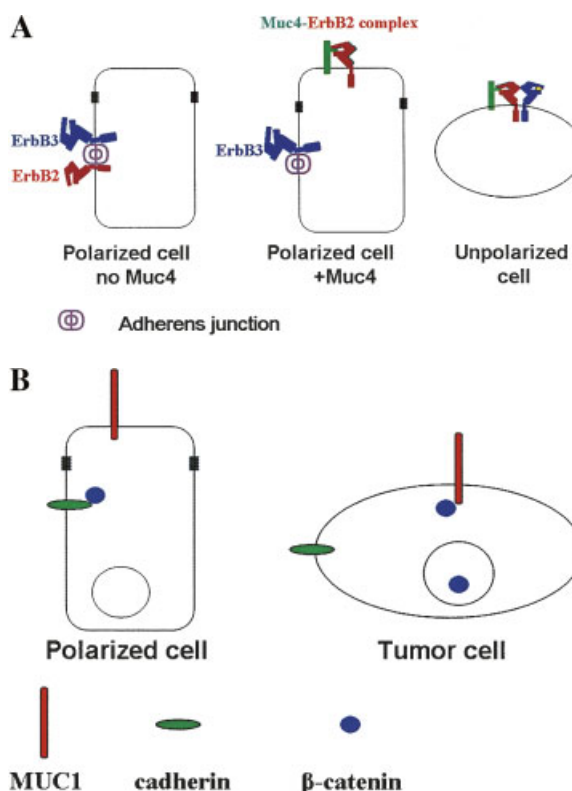 A
Muc4-ErbB2 complex
ErbB3
ErbB2
ErbB3
Polarized cell
no Muc4
Polarized cell
+Muc4
Unpolarized
cell
Adherens junction
B
Polarized cell
Tumor cell
MUC1
cadherin
β-catenin